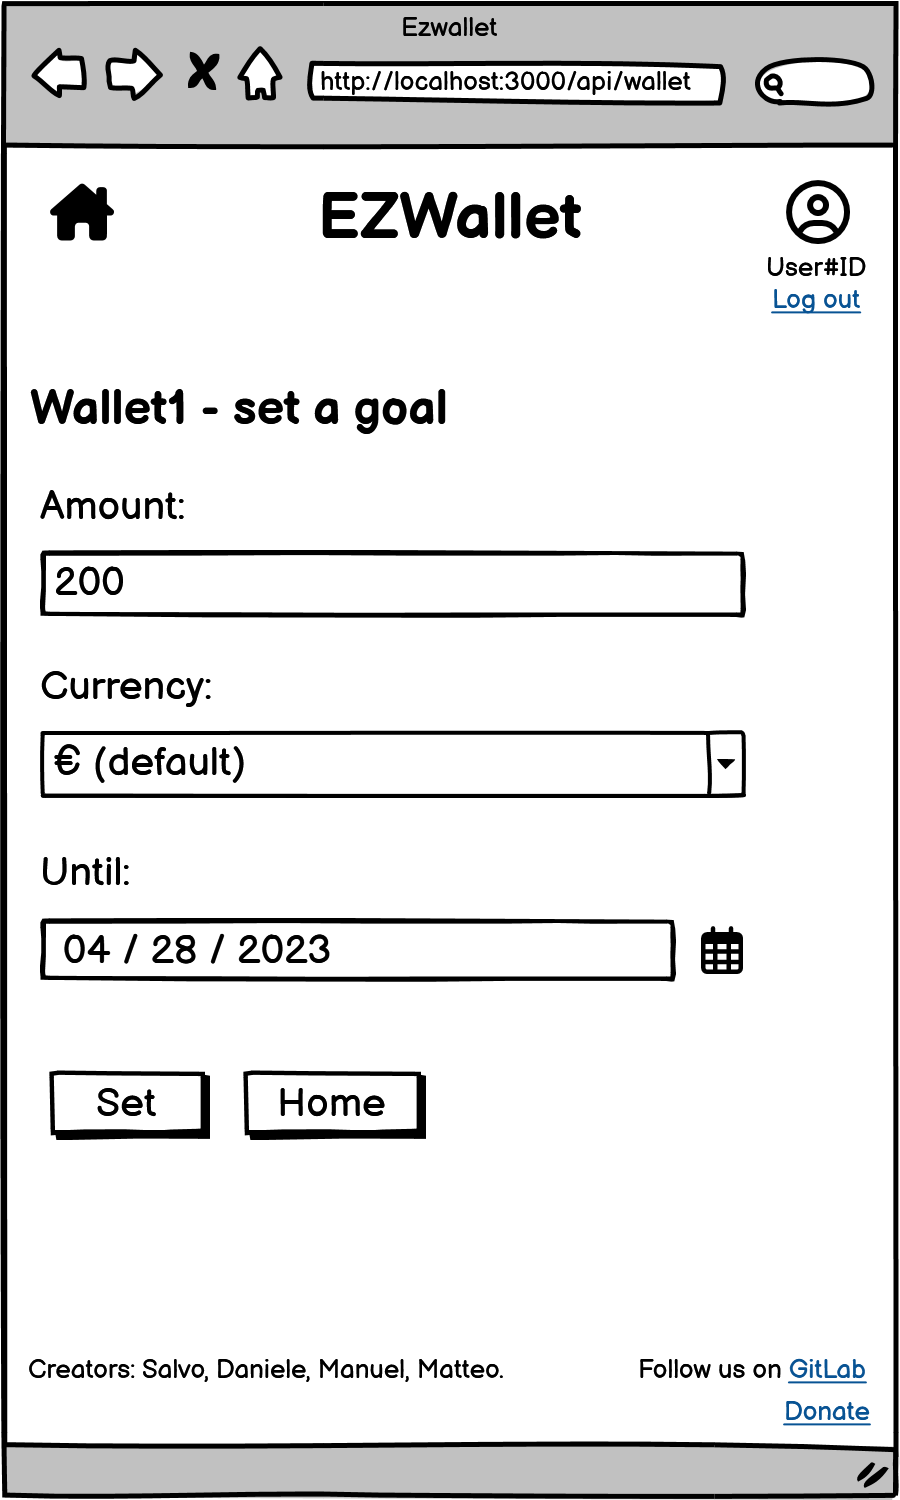 Ezwallet
http://localhost:3000/api/wallet
EZWallet
User#ID
Log out
Wallet1 - set a goal
Amount:
200
Currency:
€ (default)
Until:
04 / 28 / 2023
Set
Home
Creators: Salvo, Daniele, Manuel, Matteo.
Follow us on GitLab
Donate